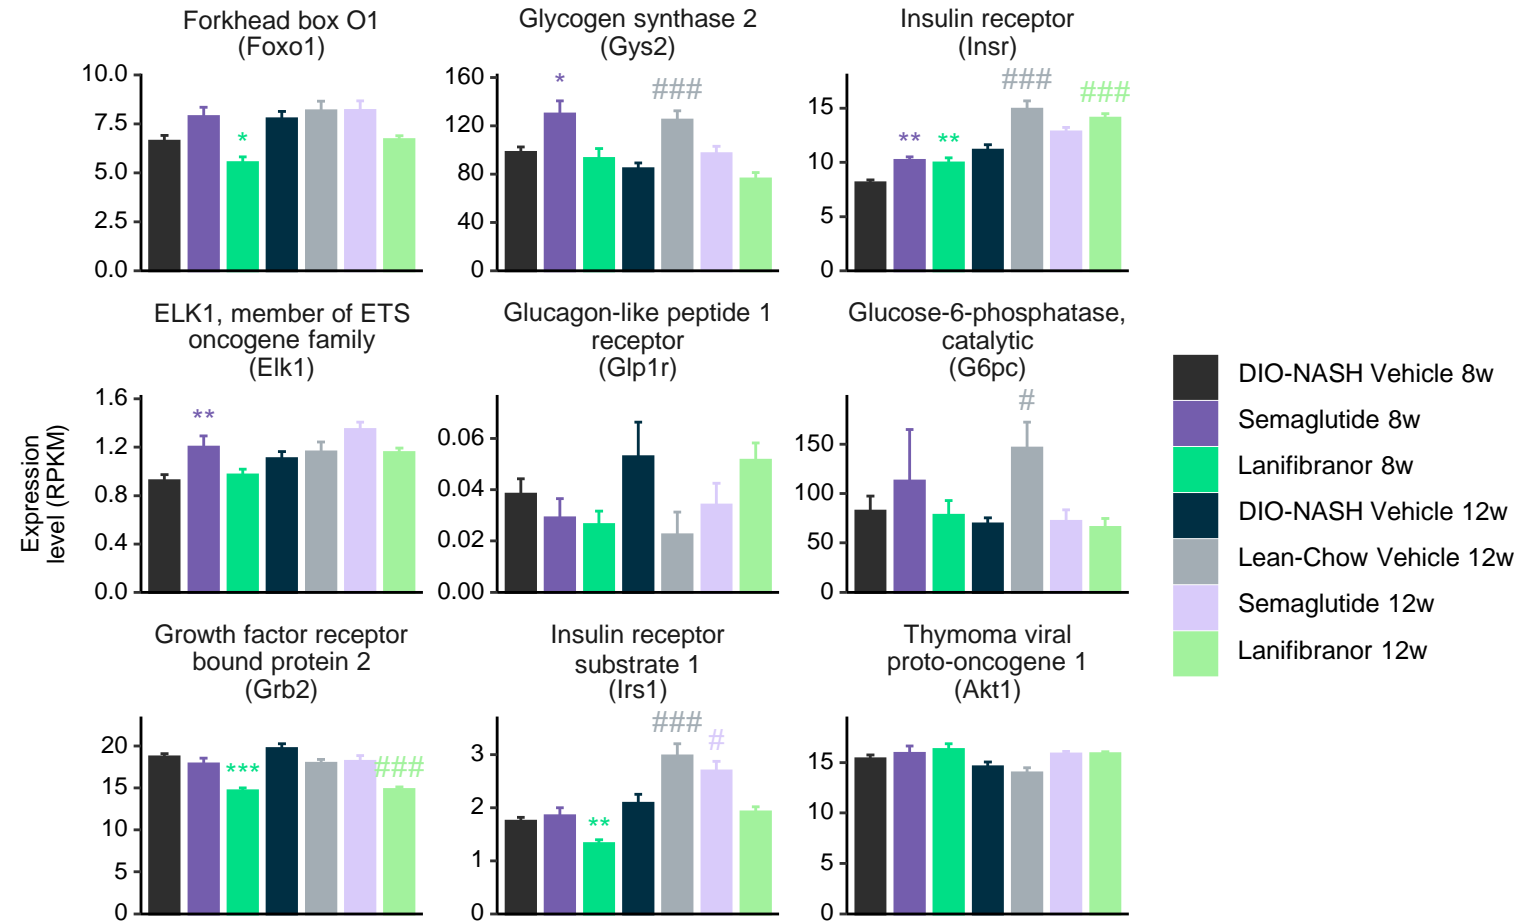 Forkhead box O1
(Foxo1)
10.0
7.5
5.0
2.5
0.0
*
Glycogen synthase 2
(Gys2)
160
120
80
40
0
*
###
Insulin receptor
(Insr)
15
10
5
0
**
**
###
###
Expression
level (RPKM)
ELK1, member of ETS
oncogene family
(Elk1)
1.6
1.2
0.8
0.4
0.0
**
Glucagon-like peptide 1
receptor
(Glp1r)
0.06
0.04
0.02
0.00
Glucose-6-phosphatase,
catalytic
(G6pc)
150
100
50
0
#
Growth factor receptor
bound protein 2
(Grb2)
20
15
10
5
0
***
###
Insulin receptor
substrate 1
(Irs1)
3
2
1
0
**
###
#
Thymoma viral
proto-oncogene 1
(Akt1)
15
10
5
0
DIO-NASH Vehicle 8w
Semaglutide 8w
Lanifibranor 8w
DIO-NASH Vehicle 12w
Lean-Chow Vehicle 12w
Semaglutide 12w
Lanifibranor 12w